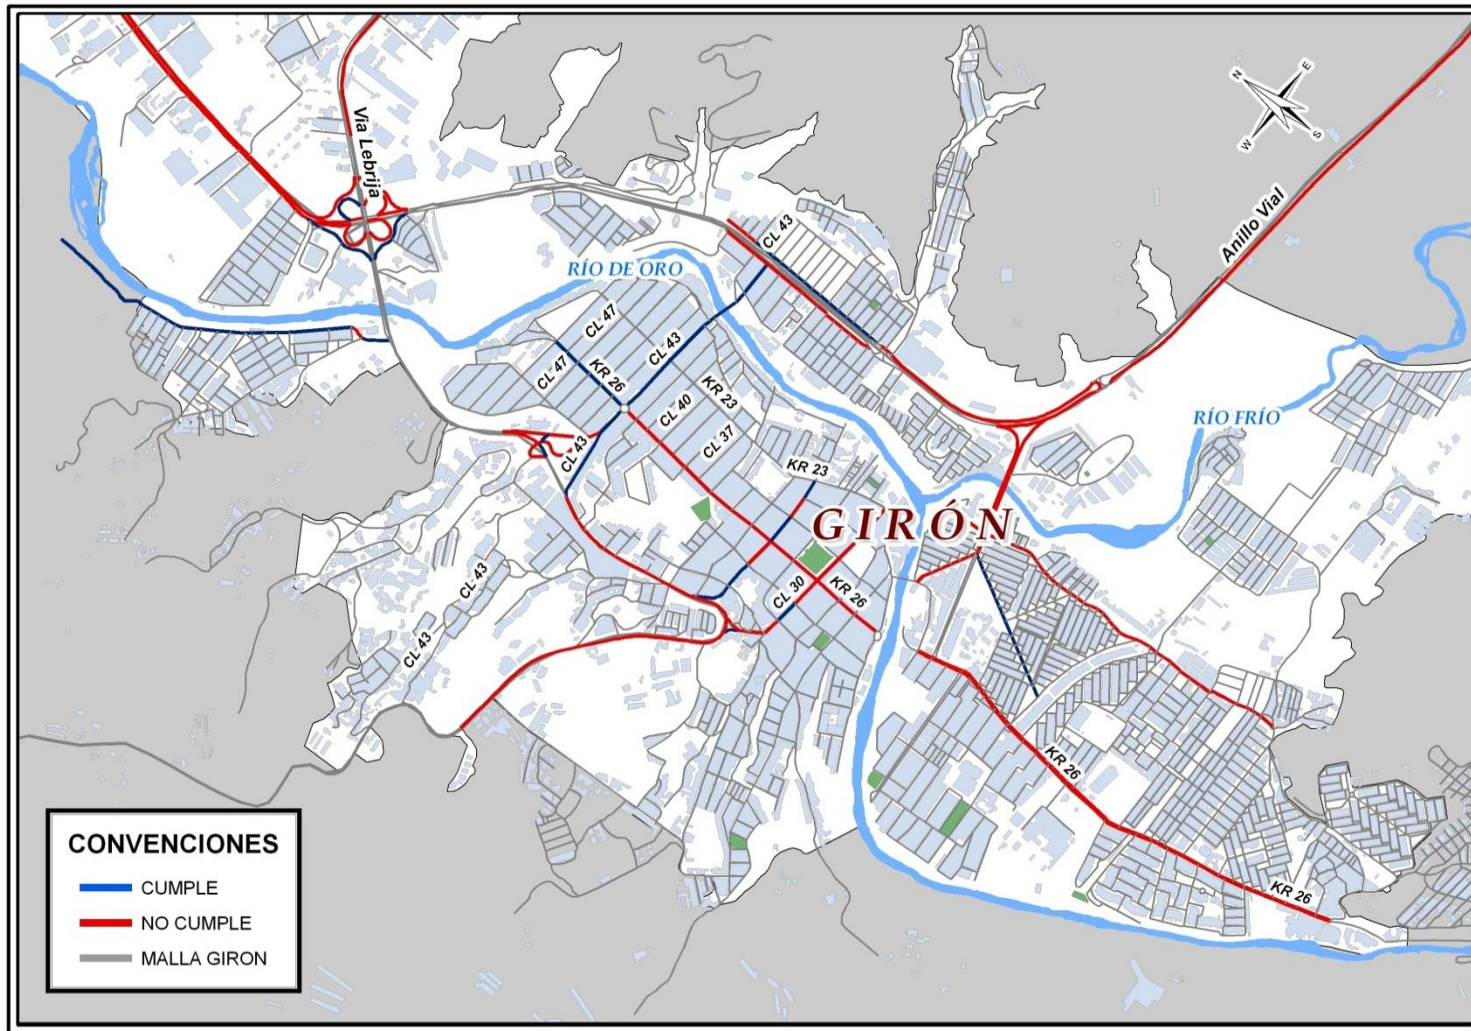 N
E
W
S
Via Lebrija
CL 43
Anillo Vial
RÍO DE ORO
CL 47
CL 43
CL 47
KR 26
KR 23
CL 40
CL 37
RÍO FRÍO
CL 43
KR 23
GIRÓN
CL 43
CL 30
KR 26
CL 43
KR 26
KR 26
CONVENCIONES
CUMPLE
NO CUMPLE
MALLA GIRON